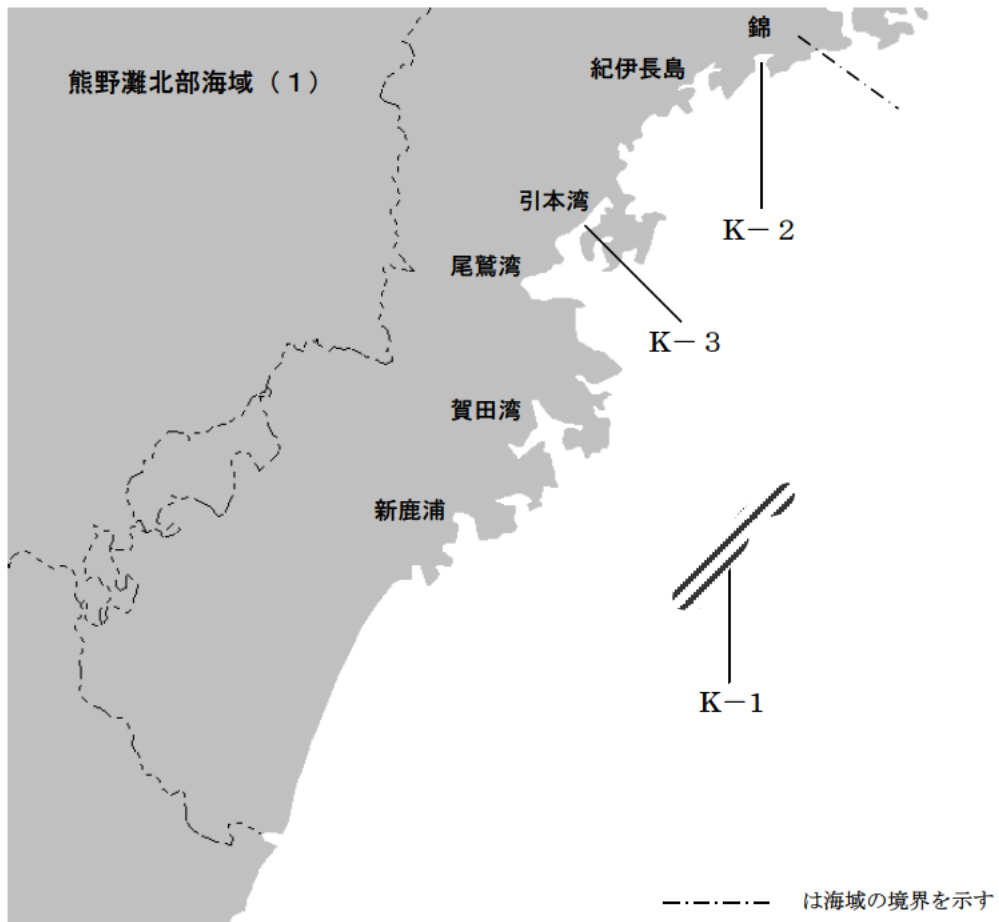 錦
熊野灘北部海域（１）
紀伊長島
引本湾
K－２
尾鷲湾
K－３
賀田湾
新鹿浦
K－1
は海域の境界を示す